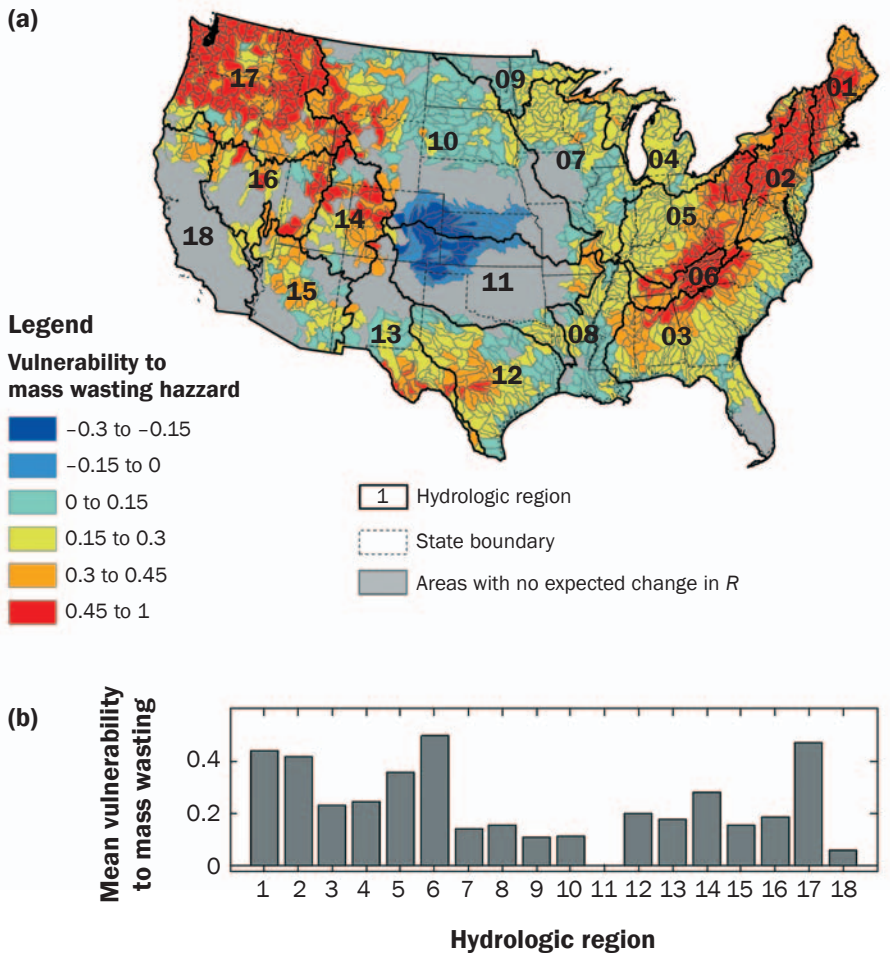 (a)
17
09
01
10
07
04
02
16
14
05
18
06
15
11
03
13
08
12
Legend
Vulnerability to
mass wasting hazzard
–0.3 to –0.15
–0.15 to 0
0 to 0.15
0.15 to 0.3
0.3 to 0.45
0.45 to 1
1 Hydrologic region
State boundary
Areas with no expected change in R
(b)
Mean vulnerability
to mass wasting
0.4
0.2
0
1 2 3 4 5 6 7 8 9 10 11 12 13 14 15 16 17 18
Hydrologic region